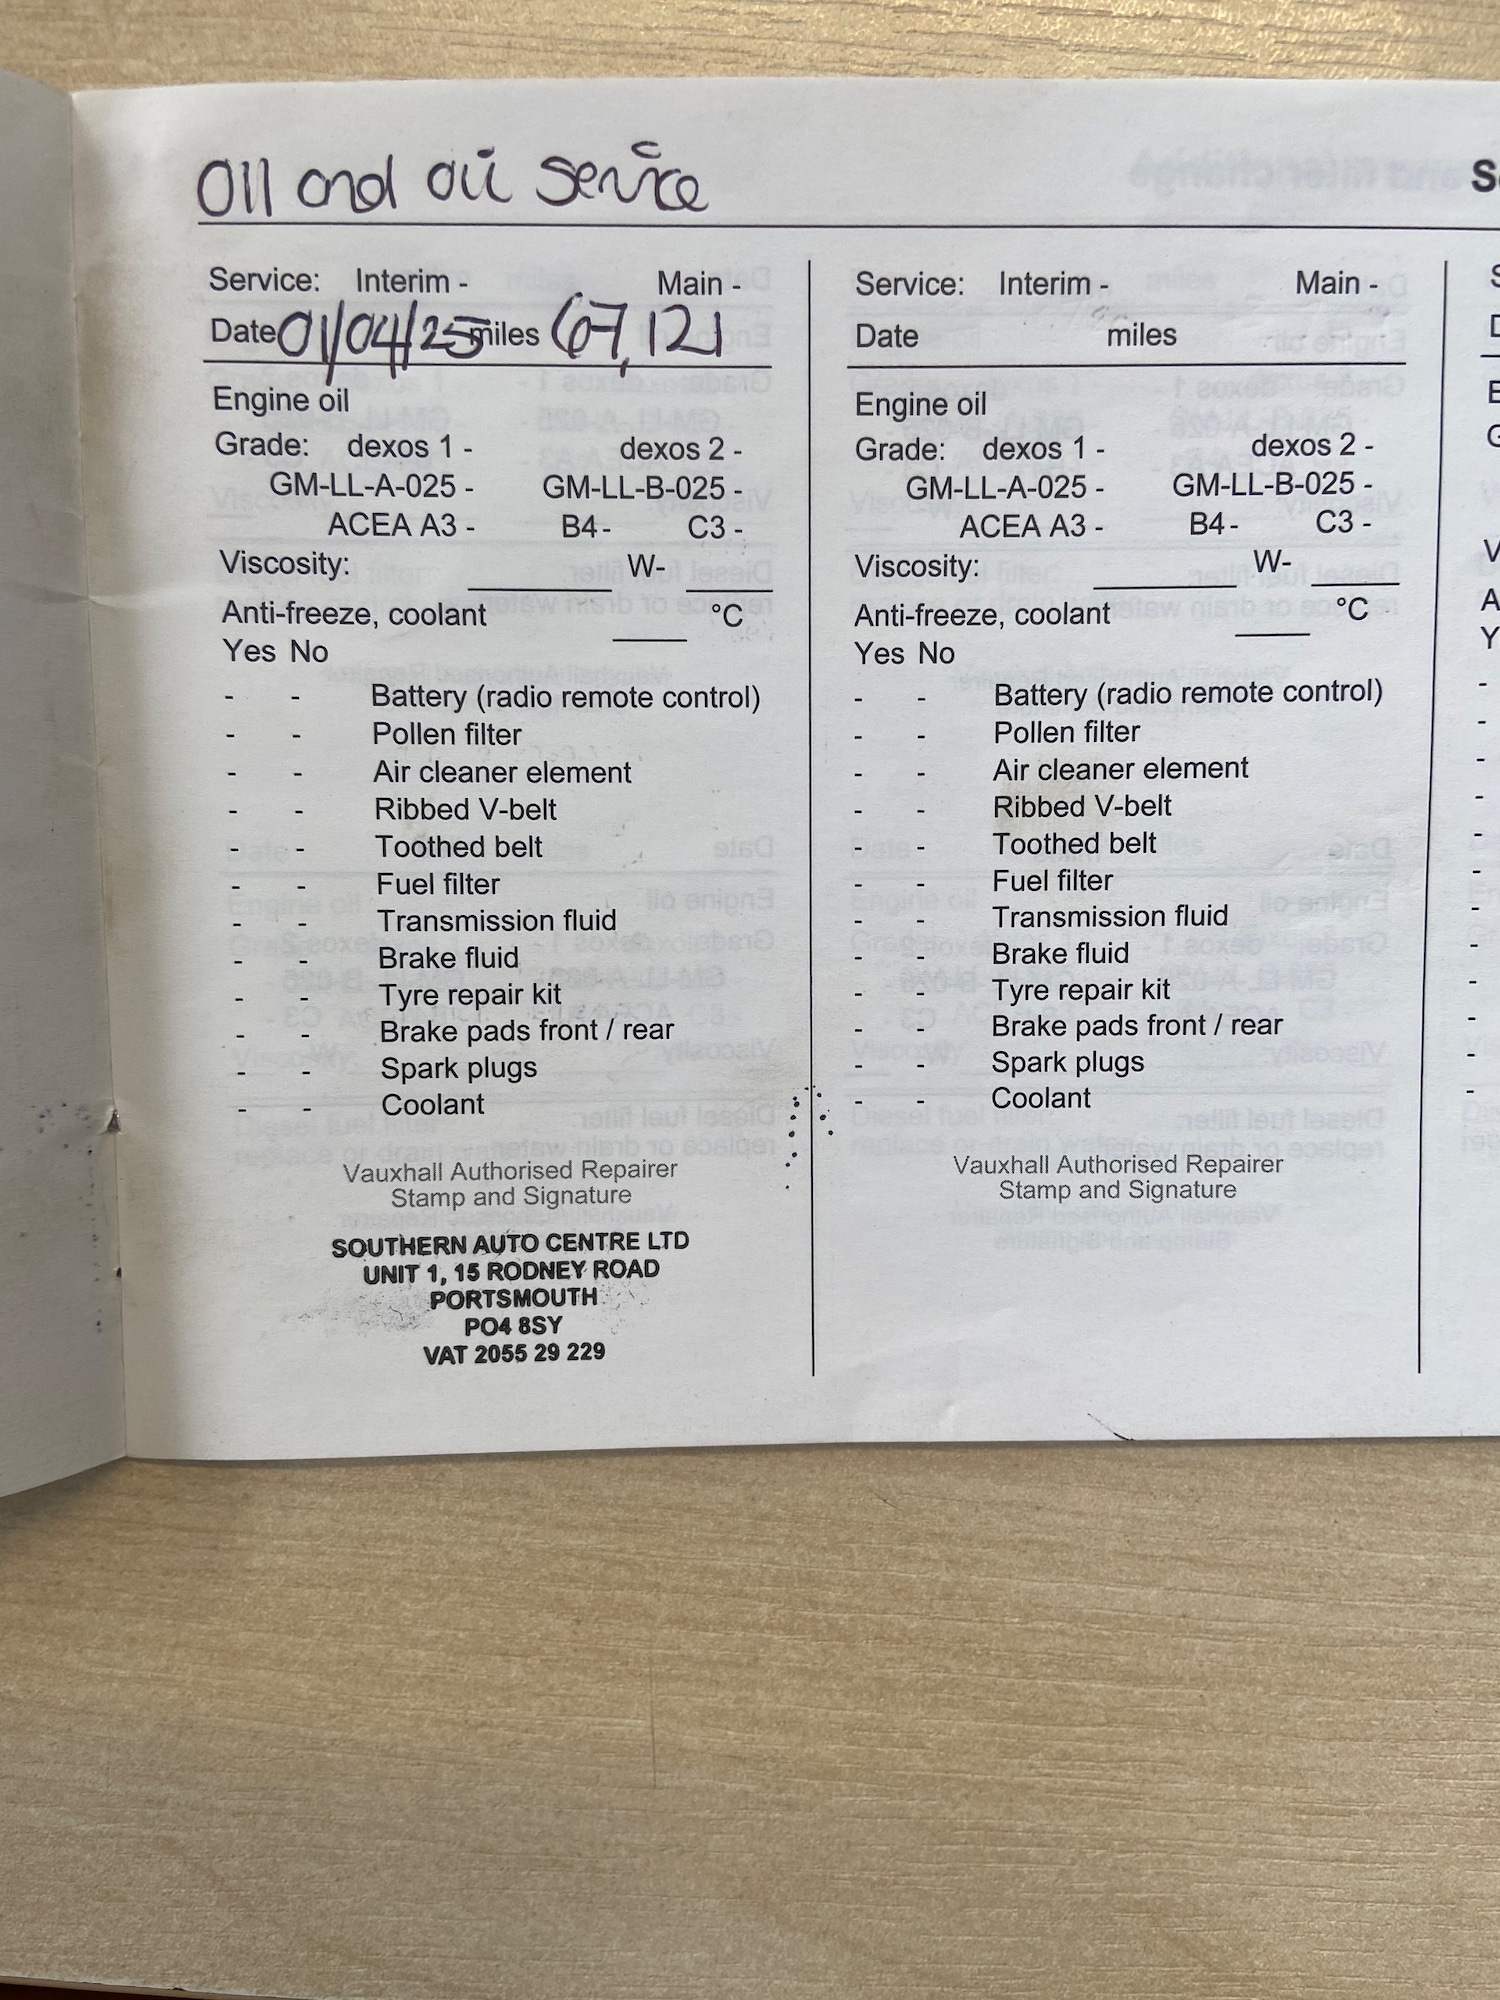 Oil and oil service
Service: Interim - Main -
Date 01/04/25 miles 67,121
Engine oil
Grade: dexos 1 - dexos 2 -
GM-LL-A-025 - GM-LL-B-025 -
ACEA A3 - B4 - C3 -
Viscosity: W-
Anti-freeze, coolant °C
Yes No
- - Battery (radio remote control)
- - Pollen filter
- - Air cleaner element
- - Ribbed V-belt
- - Toothed belt
- - Fuel filter
- - Transmission fluid
- - Brake fluid
- - Tyre repair kit
- - Brake pads front / rear
- - Spark plugs
- - Coolant
Vauxhall Authorised Repairer
Stamp and Signature
SOUTHERN AUTO CENTRE LTD
UNIT 1, 15 RODNEY ROAD
PORTSMOUTH
PO4 8SY
VAT 2055 29 229
Service: Interim - Main -
Date miles
Engine oil
Grade: dexos 1 - dexos 2 -
GM-LL-A-025 - GM-LL-B-025 -
ACEA A3 - B4 - C3 -
Viscosity: W-
Anti-freeze, coolant °C
Yes No
- - Battery (radio remote control)
- - Pollen filter
- - Air cleaner element
- - Ribbed V-belt
- - Toothed belt
- - Fuel filter
- - Transmission fluid
- - Brake fluid
- - Tyre repair kit
- - Brake pads front / rear
- - Spark plugs
- - Coolant
Vauxhall Authorised Repairer
Stamp and Signature